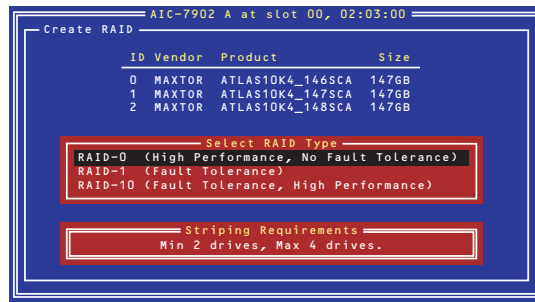 AIC-7902 A at slot 00, 02:03:00
Create RAID
ID Vendor Product Size
0 MAXTOR ATLAS10K4_146SCA 147GB
1 MAXTOR ATLAS10K4_147SCA 147GB
2 MAXTOR ATLAS10K4_148SCA 147GB
Select RAID Type
RAID-0 (High Performance, No Fault Tolerance)
RAID-1 (Fault Tolerance)
RAID-10 (Fault Tolerance, High Performance)
Striping Requirements
Min 2 drives, Max 4 drives.